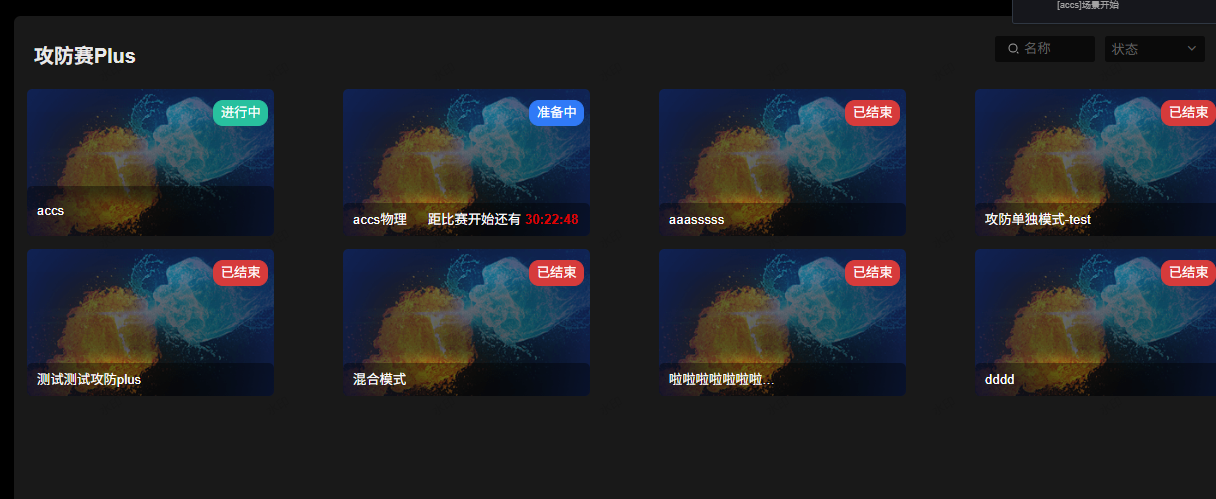 [accs]场景开始
攻防赛Plus
名称
状态
进行中
accs
准备中
accs物理 距比赛开始还有 30:22:48
已结束
aaasssss
已结束
攻防单独模式-test
已结束
测试测试攻防plus
已结束
混合模式
已结束
啦啦啦啦啦啦啦...
已结束
dddd